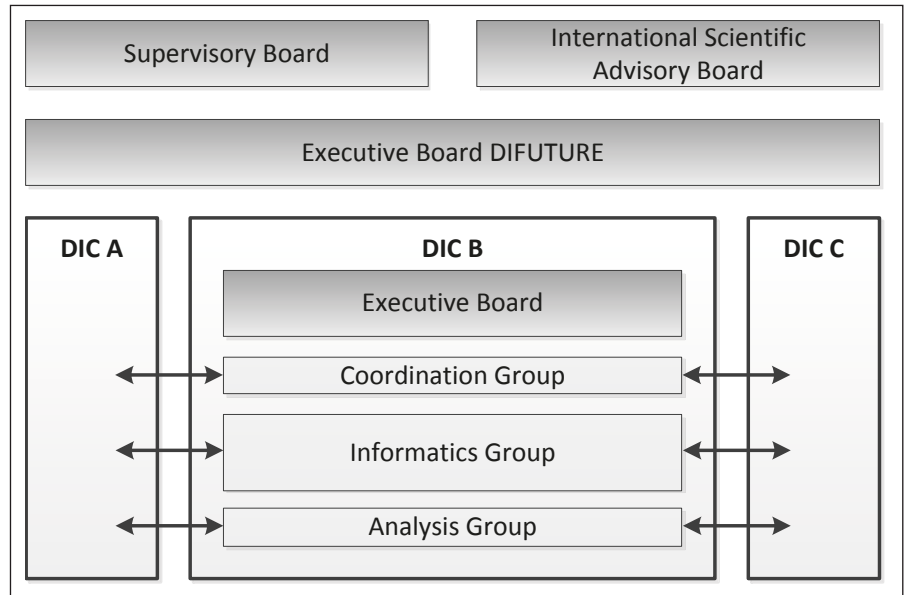 Supervisory Board
International Scientific
Advisory Board
Executive Board DIFUTURE
DIC A
DIC B
DIC C
Executive Board
Coordination Group
Informatics Group
Analysis Group